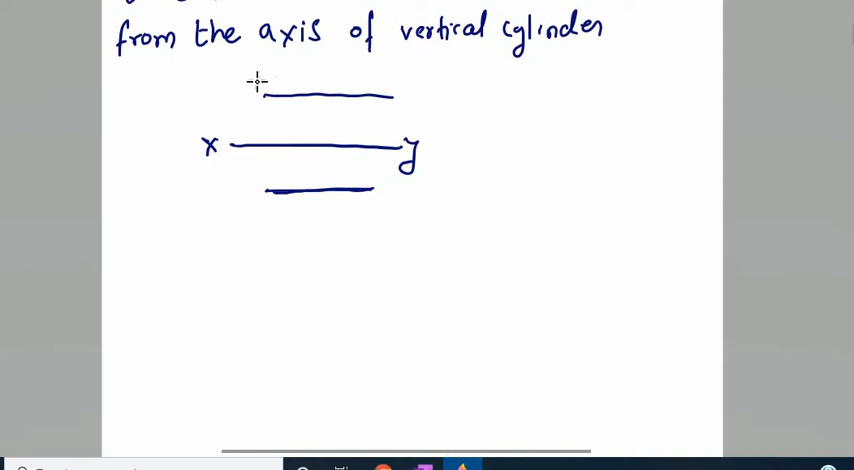 from the axis of vertical cylinder
x y